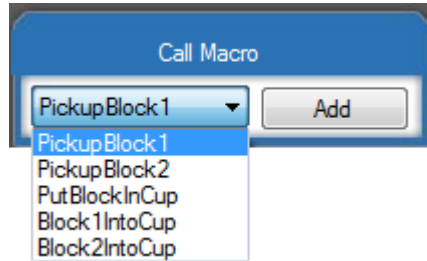 Call Macro
PickupBlock1 Add
PickupBlock1
PickupBlock2
PutBlockInCup
Block1IntoCup
Block2IntoCup